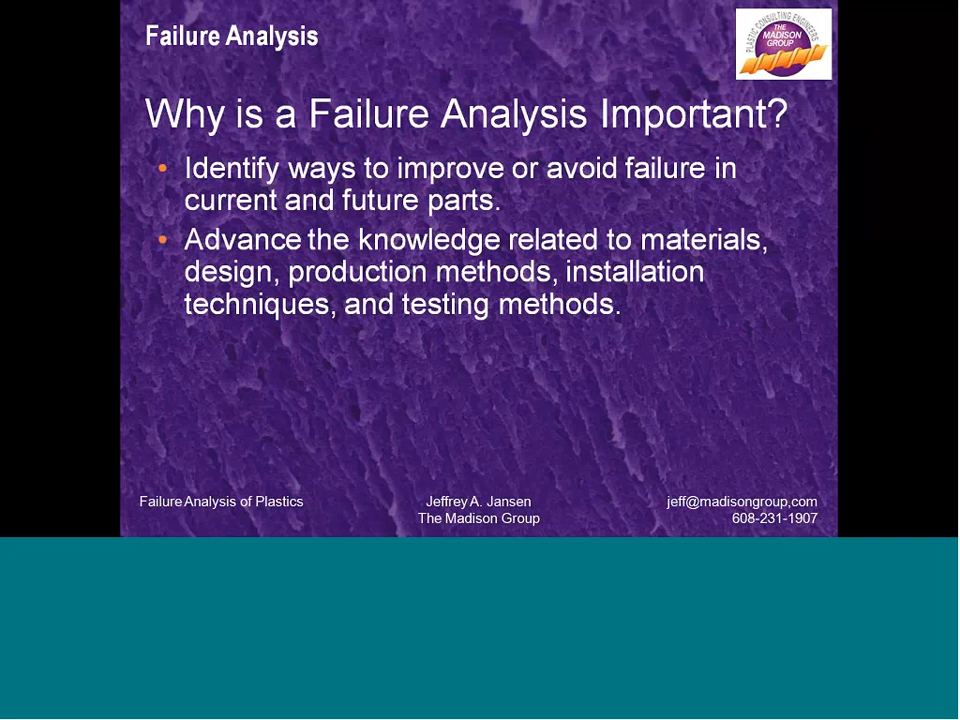 Failure Analysis
PLASTIC CONSULTING ENGINEERS
THE
MADISON
GROUP
Why is a Failure Analysis Important?
• Identify ways to improve or avoid failure in
current and future parts.
• Advance the knowledge related to materials,
design, production methods, installation
techniques, and testing methods.
Failure Analysis of Plastics
Jeffrey A. Jansen
The Madison Group
jeff@madisongroup,com
608-231-1907